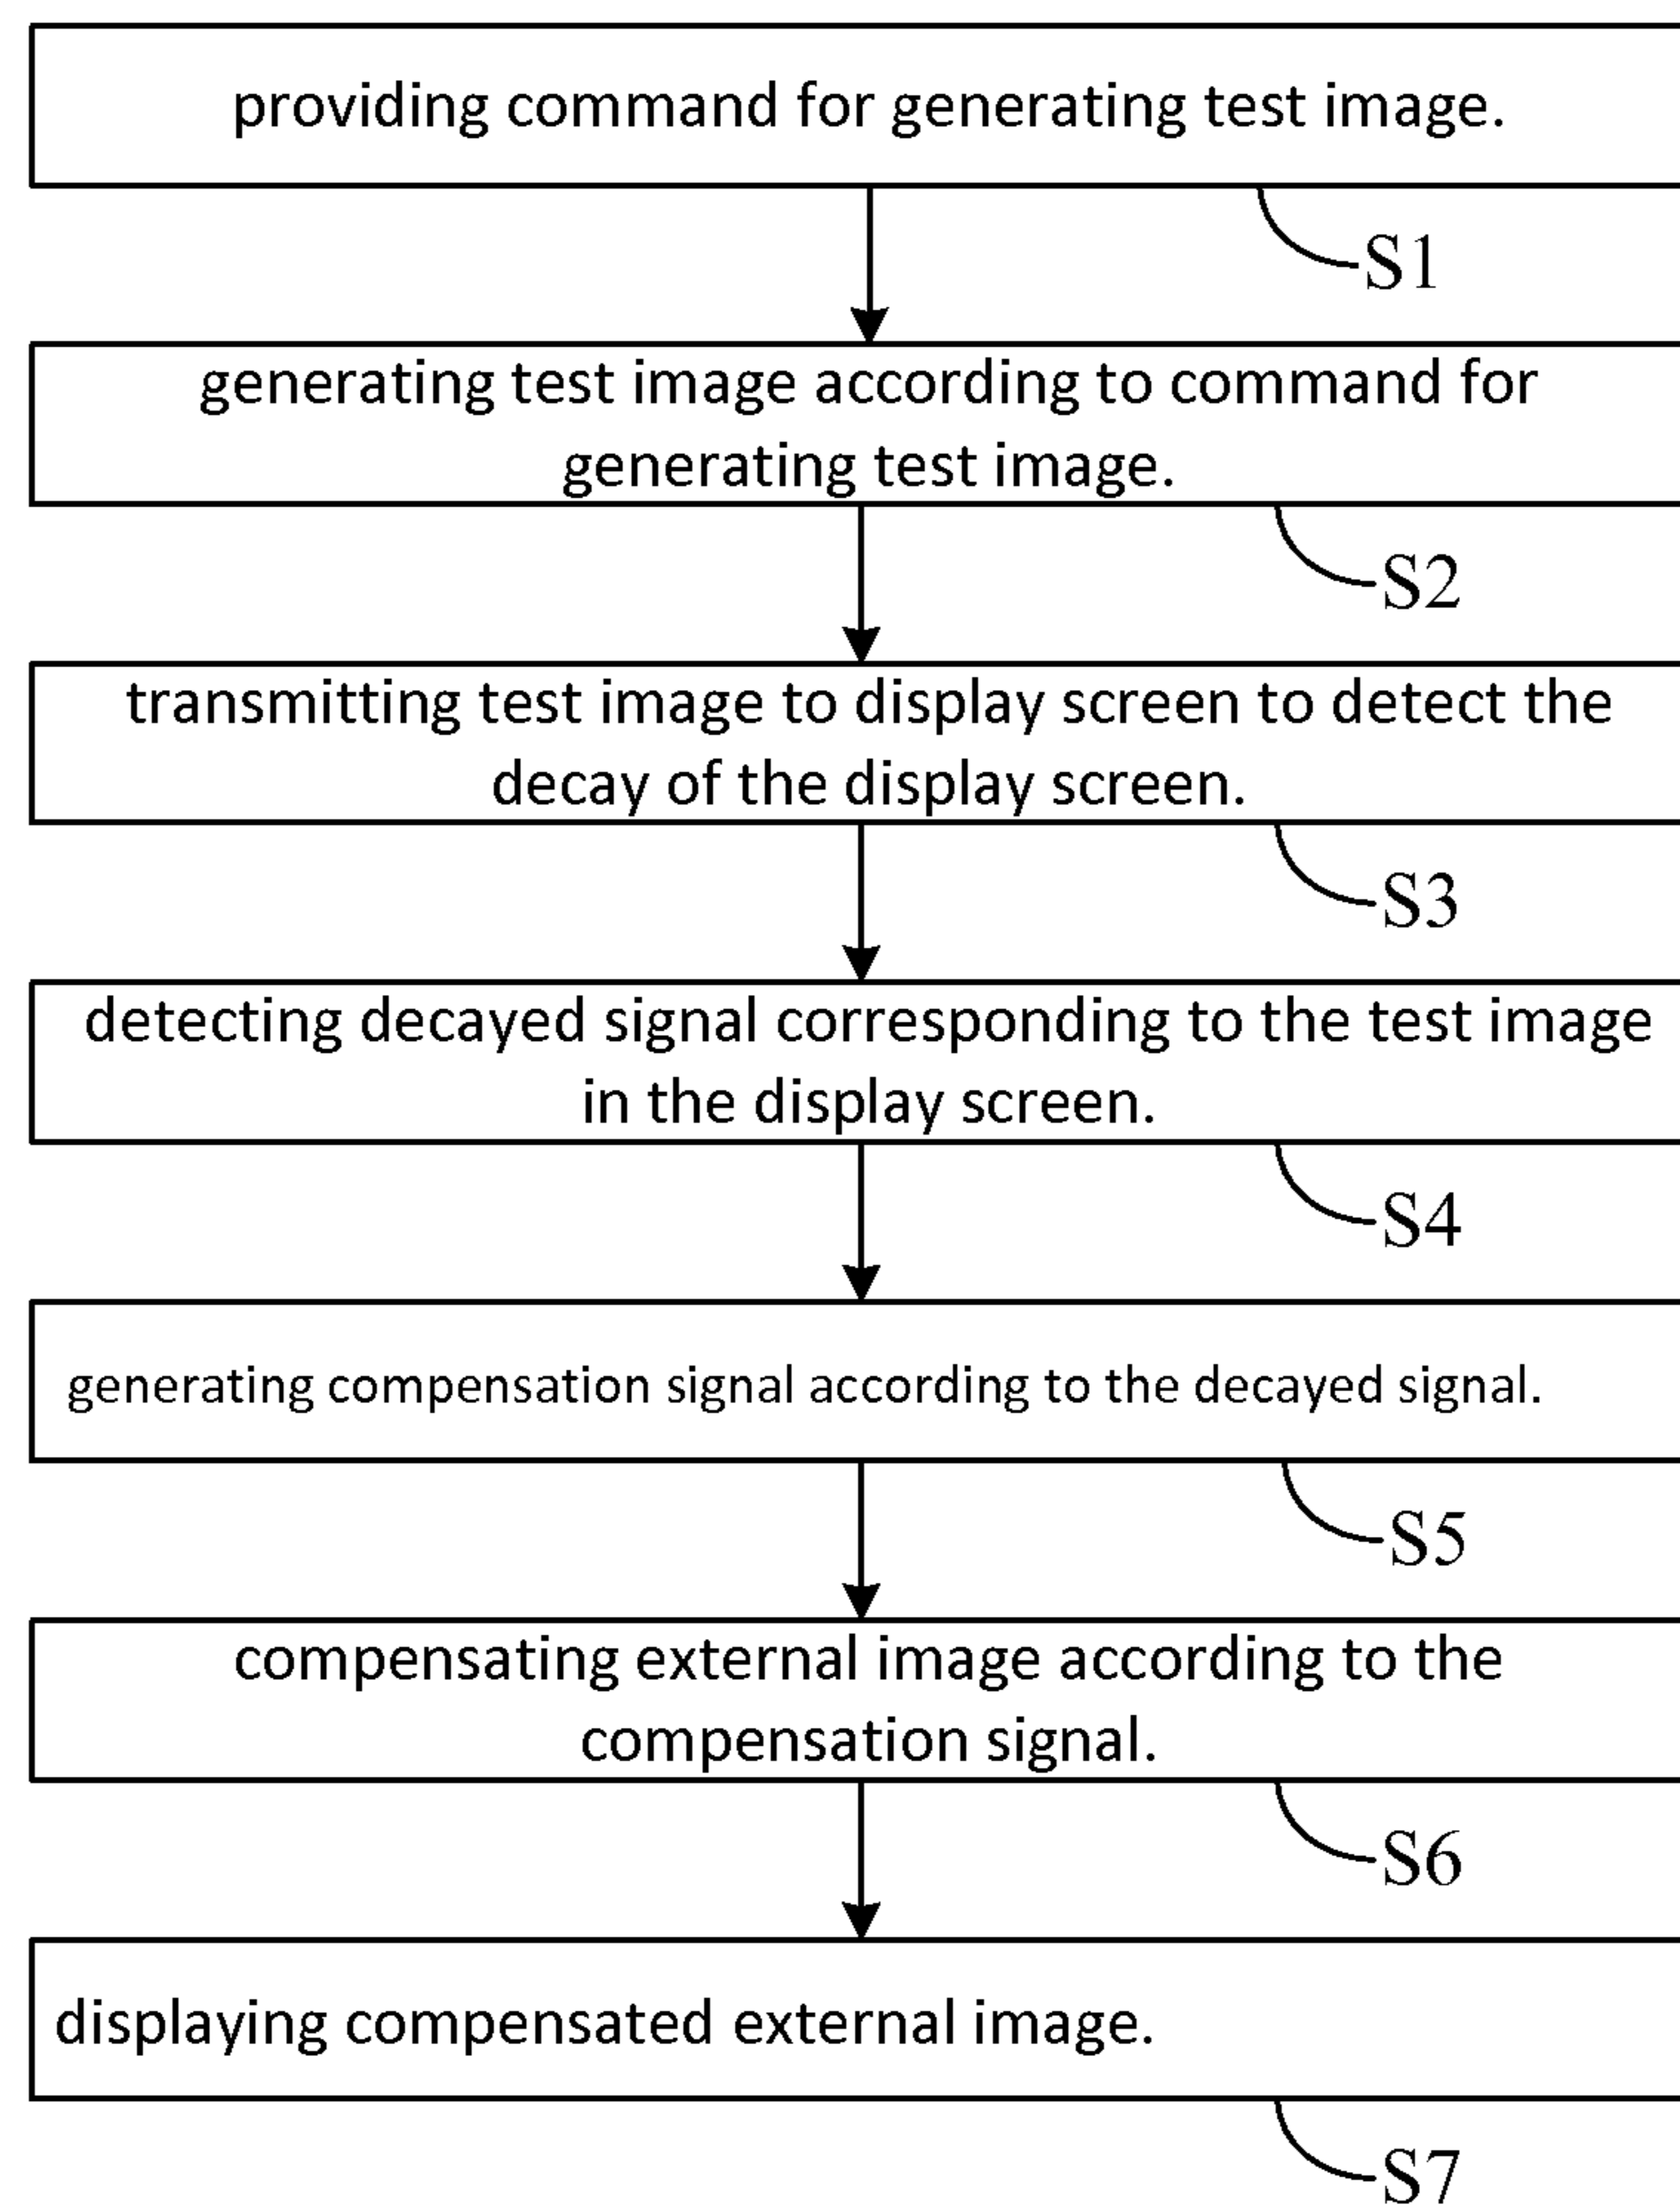 providing command for generating test image.
S1
generating test image according to command for
generating test image.
S2
transmitting test image to display screen to detect the
decay of the display screen.
S3
detecting decayed signal corresponding to the test image
in the display screen.
S4
generating compensation signal according to the decayed signal.
S5
compensating external image according to the
compensation signal.
S6
displaying compensated external image.
S7